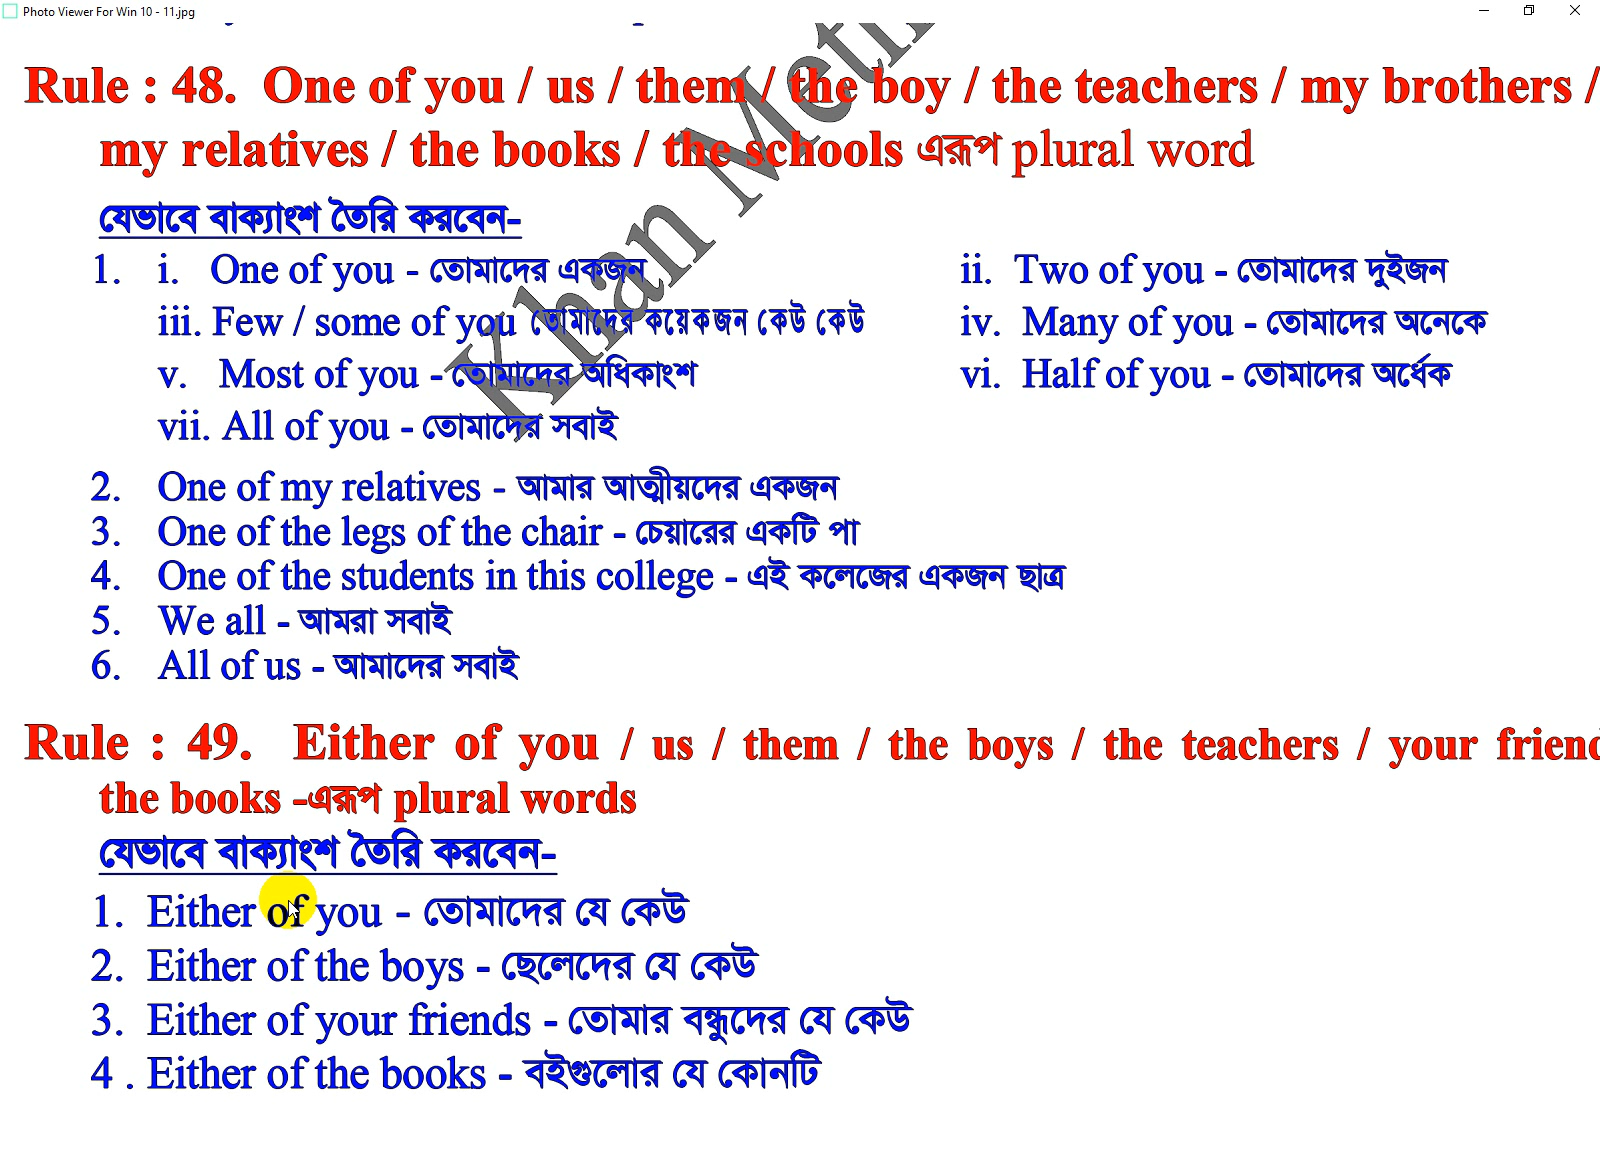 Photo Viewer For Win 10 - 11.jpg
Rule : 48. One of you / us / them / the boy / the teachers / my brothers /
my relatives / the books / the schools এরূপ plural word
যেভাবে বাক্যাংশ তৈরি করবেন-
1. i. One of you - তোমাদের একজন
ii. Two of you - তোমাদের দুইজন
iii. Few / some of you তোমাদের কয়েকজন কেউ কেউ
iv. Many of you - তোমাদের অনেকে
v. Most of you - তোমাদের অধিকাংশ
vi. Half of you - তোমাদের অর্ধেক
vii. All of you - তোমাদের সবাই
2. One of my relatives - আমার আত্মীয়দের একজন
3. One of the legs of the chair - চেয়ারের একটি পা
4. One of the students in this college - এই কলেজের একজন ছাত্র
5. We all - আমরা সবাই
6. All of us - আমাদের সবাই
Rule : 49. Either of you / us / them / the boys / the teachers / your friend
the books -এরূপ plural words
যেভাবে বাক্যাংশ তৈরি করবেন-
1. Either of you - তোমাদের যে কেউ
2. Either of the boys - ছেলেদের যে কেউ
3. Either of your friends - তোমার বন্ধুদের যে কেউ
4 . Either of the books - বইগুলোর যে কোনটি
Khan